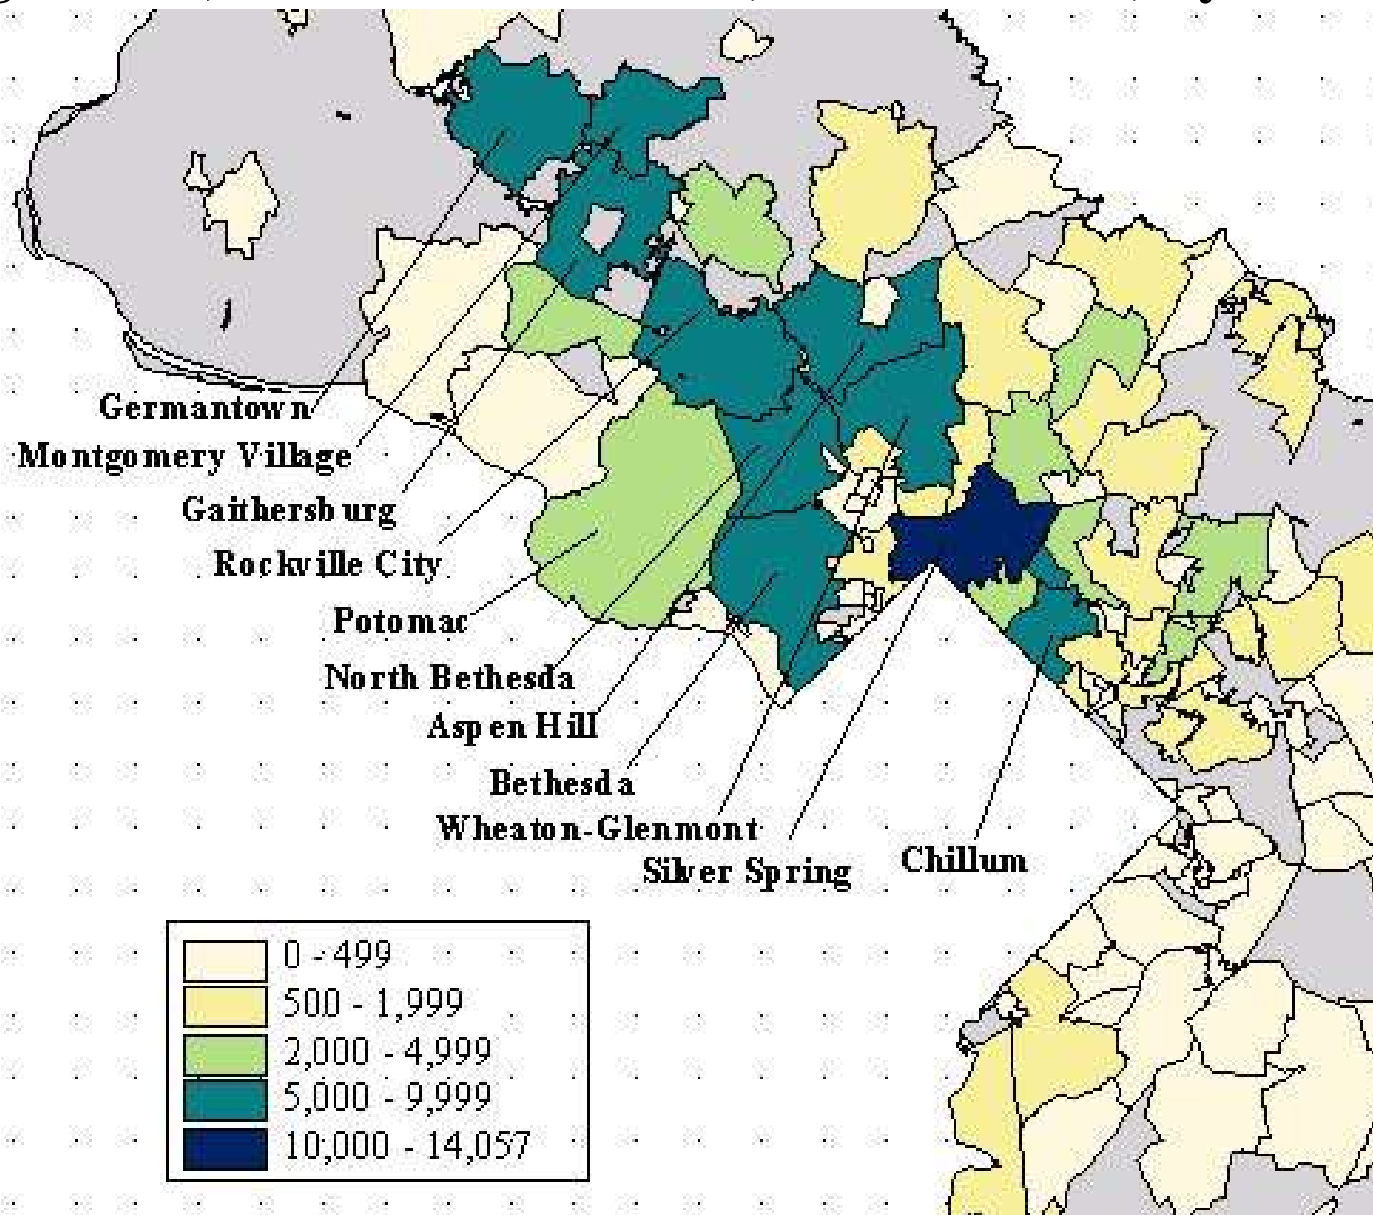 Germantown
Montgomery Village
Gaithersburg
Rockville City
Potomac
North Bethesda
Aspen Hill
Bethesda
Wheaton-Glenmont
Silver Spring
Chillum
0 - 499
500 - 1,999
2,000 - 4,999
5,000 - 9,999
10,000 - 14,057